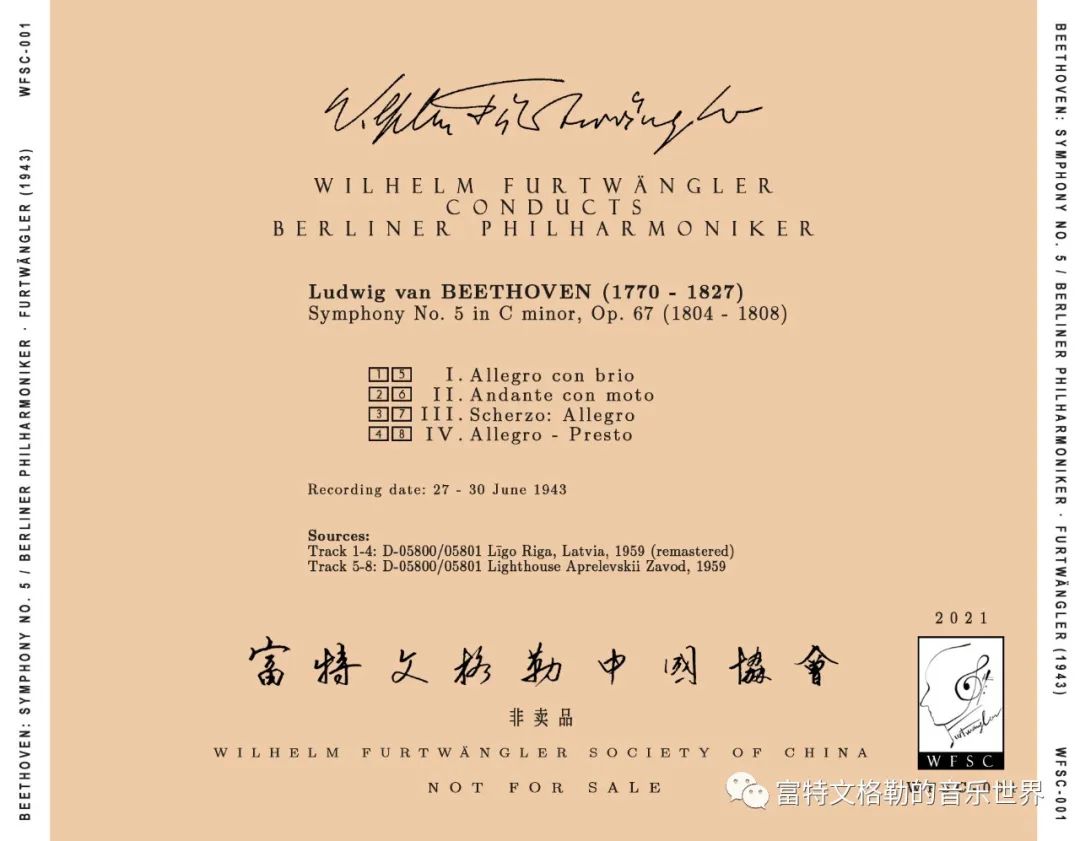 WFSC-001
BEETHOVEN: SYMPHONY NO. 5 / BERLINER PHILHARMONIKER · FURTWÄNGLER (1943)
Wilhelm Furtwängler
WILHELM FURTWÄNGLER
CONDUCTS
BERLINER PHILHARMONIKER
Ludwig van BEETHOVEN (1770 - 1827)
Symphony No. 5 in C minor, Op. 67 (1804 - 1808)
1 5 I. Allegro con brio
2 6 II. Andante con moto
3 7 III. Scherzo: Allegro
4 8 IV. Allegro - Presto
Recording date: 27 - 30 June 1943
Sources:
Track 1-4: D-05800/05801 Līgo Riga, Latvia, 1959 (remastered)
Track 5-8: D-05800/05801 Lighthouse Aprelevskii Zavod, 1959
2021
Furtwängler
WFSC
富特文格勒中國協會
非卖品
WILHELM FURTWÄNGLER SOCIETY OF CHINA
NOT FOR SALE
富特文格勒的音乐世界
BEETHOVEN: SYMPHONY NO. 5 / BERLINER PHILHARMONIKER · FURTWÄNGLER (1943)
WFSC-001